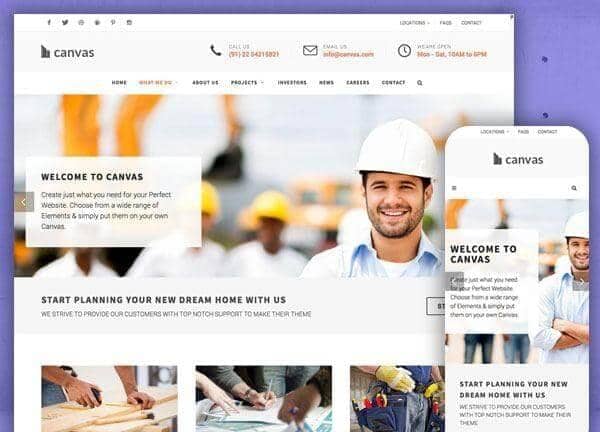 LOCATIONS FAQS CONTACT
canvas
CALL US
(91) 22 54215821
EMAIL US
info@canvas.com
WE ARE OPEN
Mon - Sat, 10AM to 6PM
HOME WHAT WE DO ABOUT US PROJECTS INVESTORS NEWS CAREERS CONTACT
WELCOME TO CANVAS
Create just what you need for your Perfect
Website. Choose from a wide range of
Elements & simply put them on your own
Canvas.
START PLANNING YOUR NEW DREAM HOME WITH US
WE STRIVE TO PROVIDE OUR CUSTOMERS WITH TOP NOTCH SUPPORT TO MAKE THEIR THEME
LOCATIONS FAQS CONTACT
canvas
WELCOME TO
CANVAS
Create just what you need
for your Perfect Website.
Choose from a wide range
of Elements & simply put
them on your own Canvas.
START PLANNING YOUR NEW
DREAM HOME WITH US
WE STRIVE TO PROVIDE OUR CUSTOMERS
WITH TOP NOTCH SUPPORT TO MAKE THEIR
THEME